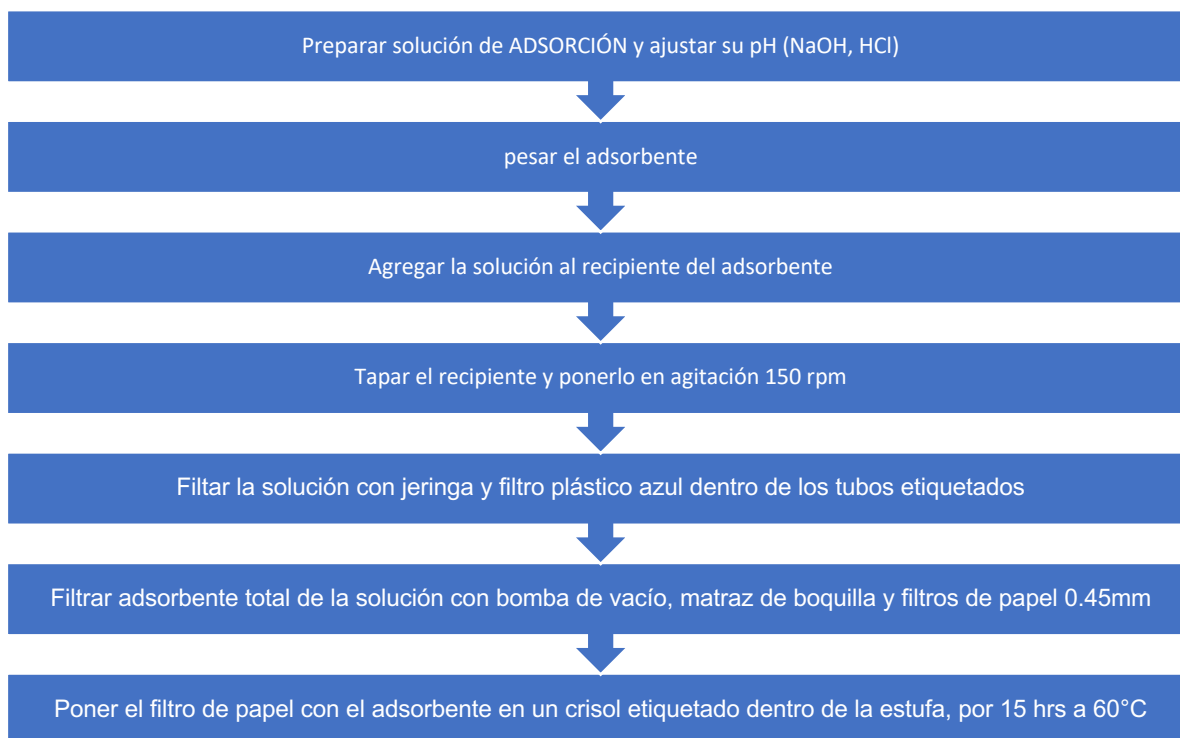 Preparar solución de ADSORCIÓN y ajustar su pH (NaOH, HCl)
pesar el adsorbente
Agregar la solución al recipiente del adsorbente
Tapar el recipiente y ponerlo en agitación 150 rpm
Filtar la solución con jeringa y filtro plástico azul dentro de los tubos etiquetados
Filtrar adsorbente total de la solución con bomba de vacío, matraz de boquilla y filtros de papel 0.45mm
Poner el filtro de papel con el adsorbente en un crisol etiquetado dentro de la estufa, por 15 hrs a 60°C